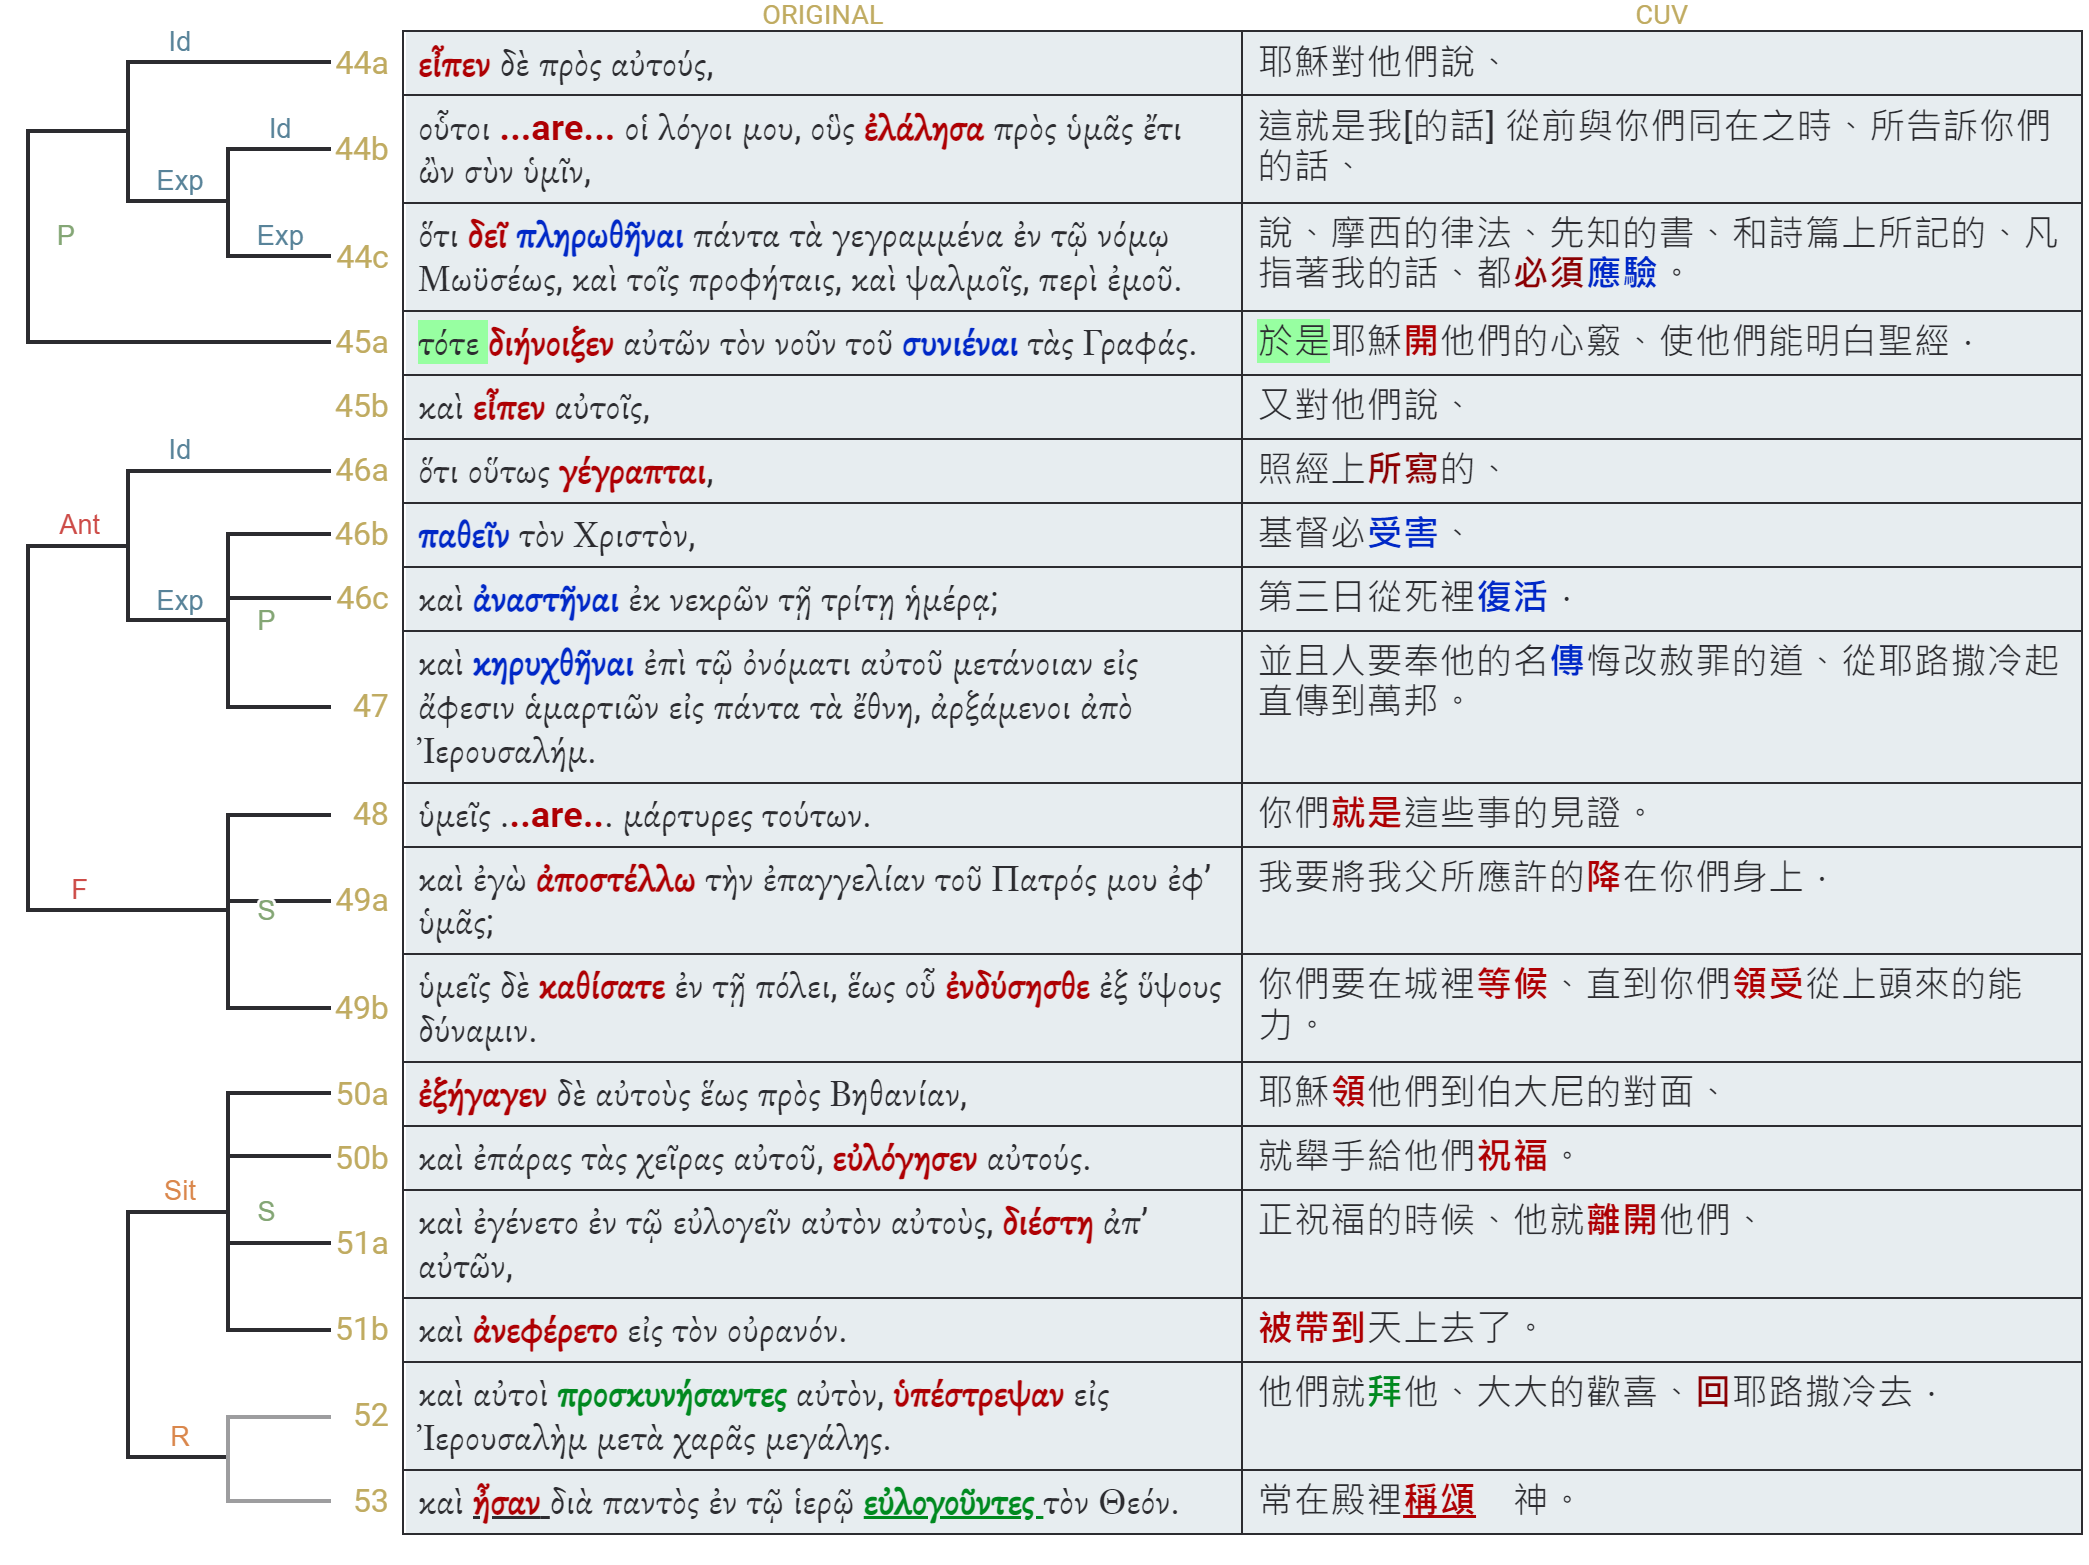 ORIGINAL CUV
Id
44a εἶπεν δὲ πρὸς αὐτούς, 耶穌對他們說、
Id
44b οὗτοι ...are... οἱ λόγοι μου, οὓς ἐλάλησα πρὸς ὑμᾶς ἔτι
ὢν σὺν ὑμῖν,
這就是我[的話] 從前與你們同在之時、所告訴你們
的話、
Exp
P
Exp
44c ὅτι δεῖ πληρωθῆναι πάντα τὰ γεγραμμένα ἐν τῷ νόμῳ
Μωϋσέως, καὶ τοῖς προφήταις, καὶ ψαλμοῖς, περὶ ἐμοῦ.
說、摩西的律法、先知的書、和詩篇上所記的、凡
指著我的話、都必須應驗。
45a τότε διήνοιξεν αὐτῶν τὸν νοῦν τοῦ συνιέναι τὰς Γραφάς. 於是耶穌開他們的心竅、使他們能明白聖經．
45b καὶ εἶπεν αὐτοῖς, 又對他們說、
Id
46a ὅτι οὕτως γέγραπται, 照經上所寫的、
Ant
46b παθεῖν τὸν Χριστὸν, 基督必受害、
Exp
46c καὶ ἀναστῆναι ἐκ νεκρῶν τῇ τρίτῃ ἡμέρᾳ; 第三日從死裡復活．
P
47 καὶ κηρυχθῆναι ἐπὶ τῷ ὀνόματι αὐτοῦ μετάνοιαν εἰς
ἄφεσιν ἁμαρτιῶν εἰς πάντα τὰ ἔθνη, ἀρξάμενοι ἀπὸ
Ἰερουσαλήμ.
並且人要奉他的名傳悔改赦罪的道、從耶路撒冷起
直傳到萬邦。
48 ὑμεῖς ...are... μάρτυρες τούτων. 你們就是這些事的見證。
F
S
49a καὶ ἐγὼ ἀποστέλλω τὴν ἐπαγγελίαν τοῦ Πατρός μου ἐφ’
ὑμᾶς;
我要將我父所應許的降在你們身上．
49b ὑμεῖς δὲ καθίσατε ἐν τῇ πόλει, ἕως οὗ ἐνδύσησθε ἐξ ὕψους
δύναμιν.
你們要在城裡等候、直到你們領受從上頭來的能
力。
50a ἐξήγαγεν δὲ αὐτοὺς ἕως πρὸς Βηθανίαν, 耶穌領他們到伯大尼的對面、
50b καὶ ἐπάρας τὰς χεῖρας αὐτοῦ, εὐλόγησεν αὐτούς. 就舉手給他們祝福。
Sit
S
51a καὶ ἐγένετο ἐν τῷ εὐλογεῖν αὐτὸν αὐτοὺς, διέστη ἀπ’
αὐτῶν,
正祝福的時候、他就離開他們、
51b καὶ ἀνεφέρετο εἰς τὸν οὐρανόν. 被帶到天上去了。
52 καὶ αὐτοὶ προσκυνήσαντες αὐτὸν, ὑπέστρεψαν εἰς
Ἰερουσαλὴμ μετὰ χαρᾶς μεγάλης.
他們就拜他、大大的歡喜、回耶路撒冷去．
R
53 καὶ ἦσαν διὰ παντὸς ἐν τῷ ἱερῷ εὐλογοῦντες τὸν Θεόν. 常在殿裡稱頌　神。